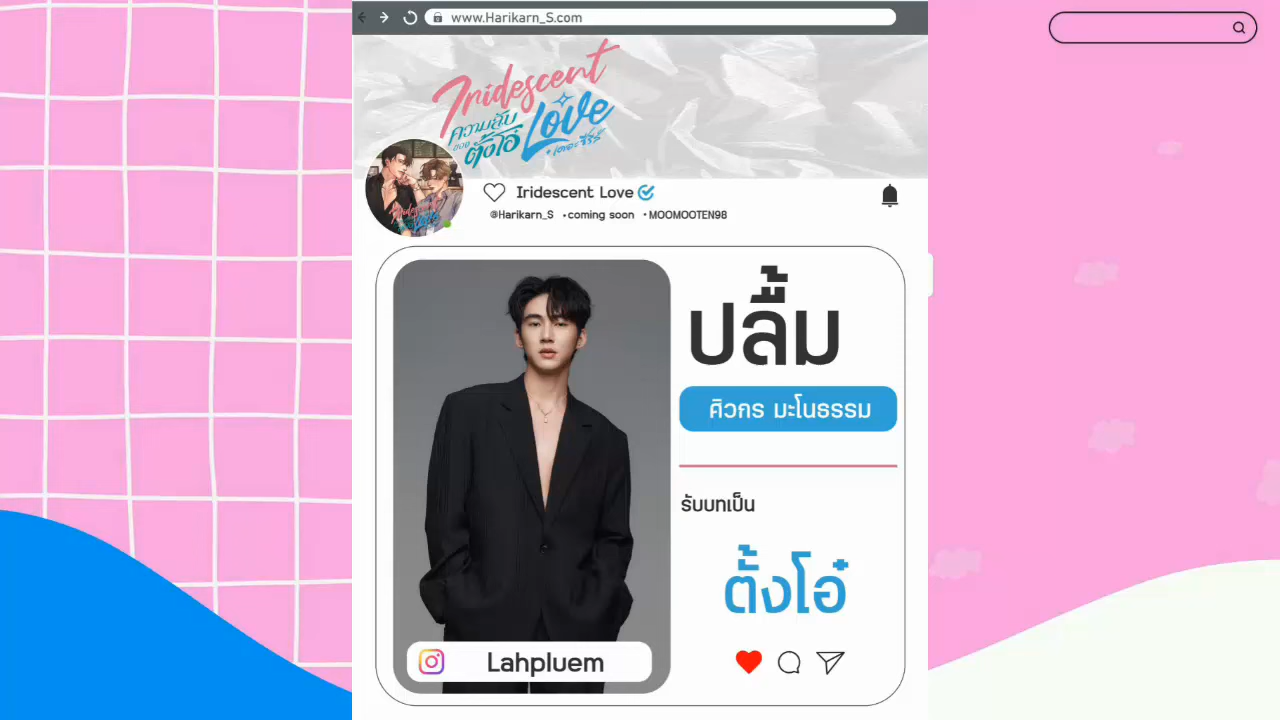 www.Harikarn_S.com
Iridescent
ความลับ
ของ
ตั้งโอ๋
Love
Iridescent Love
@Harikarn_S •coming soon •MOOMOOTEN98
ปลื้ม
ศิวกร มะโนธรรม
รับบทเป็น
ตั้งโอ๋
Lahpluem